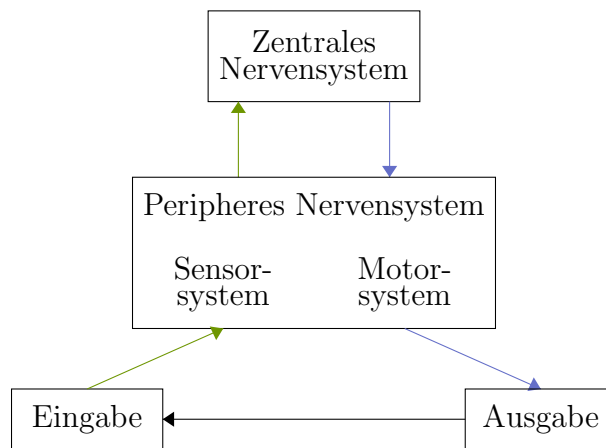 Zentrales
Nervensystem
Peripheres Nervensystem
Sensor-
system
Motor-
system
Eingabe
Ausgabe